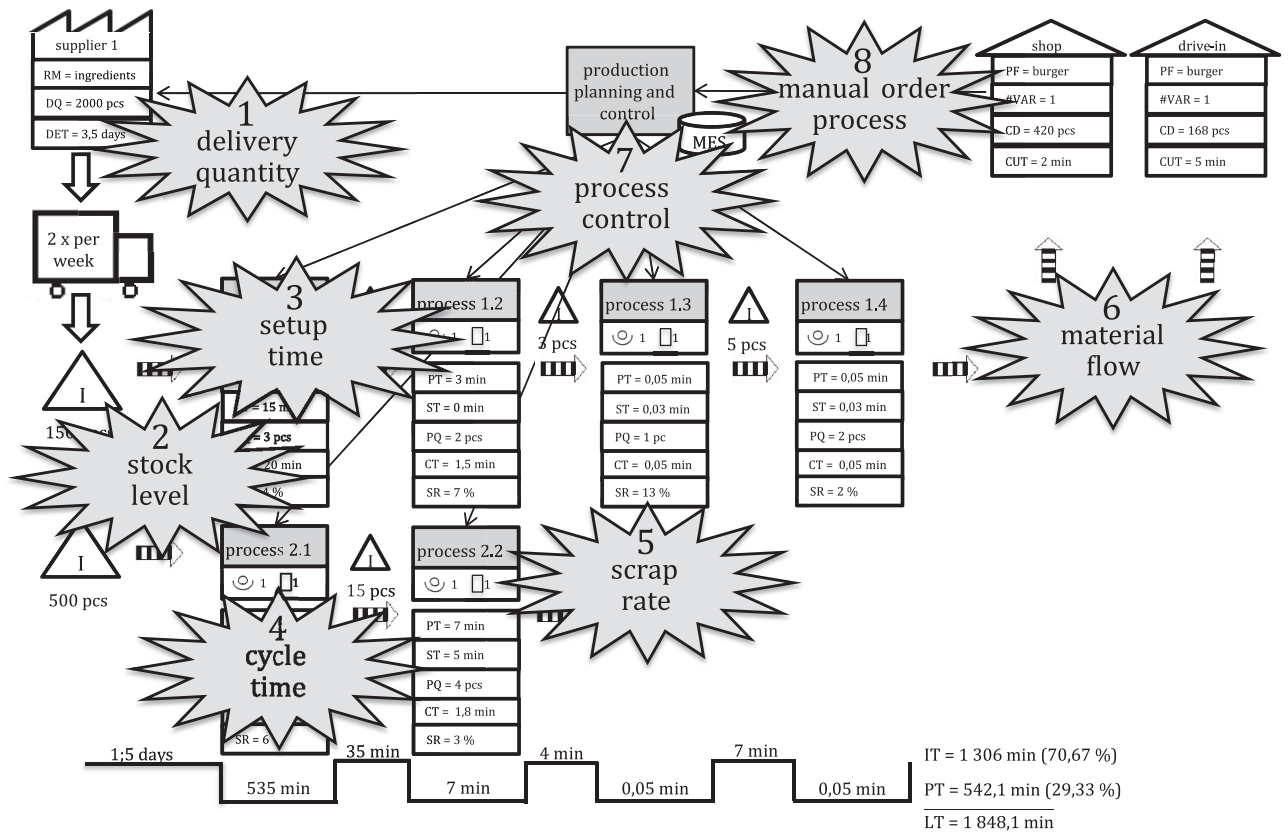 supplier 1
RM = ingredients
DQ = 2000 pcs
DET = 3,5 days
1
delivery
quantity
production
planning and
control
MES
8
manual order
process
shop
PF = burger
#VAR = 1
CD = 420 pcs
CUT = 2 min
drive-in
PF = burger
#VAR = 1
CD = 168 pcs
CUT = 5 min
7
process
control
2 x per
week
3
setup
time
process 1.2
1
1
3 pcs
process 1.3
1
1
5 pcs
process 1.4
1
1
6
material
flow
I
I
I
= 15 m
= 3 pcs
20 min
%
PT = 3 min
ST = 0 min
PQ = 2 pcs
CT = 1,5 min
SR = 7 %
PT = 0,05 min
ST = 0,03 min
PQ = 1 pc
CT = 0,05 min
SR = 13 %
PT = 0,05 min
ST = 0,03 min
PQ = 2 pcs
CT = 0,05 min
SR = 2 %
2
stock
level
I
500 pcs
process 2.1
1
1
I
15 pcs
process 2.2
1
1
5
scrap
rate
4
cycle
time
SR = 6
PT = 7 min
ST = 5 min
PQ = 4 pcs
CT = 1,8 min
SR = 3 %
1;5 days
535 min
35 min
7 min
4 min
0,05 min
7 min
0,05 min
IT = 1 306 min (70,67 %)
PT = 542,1 min (29,33 %)
LT = 1 848,1 min